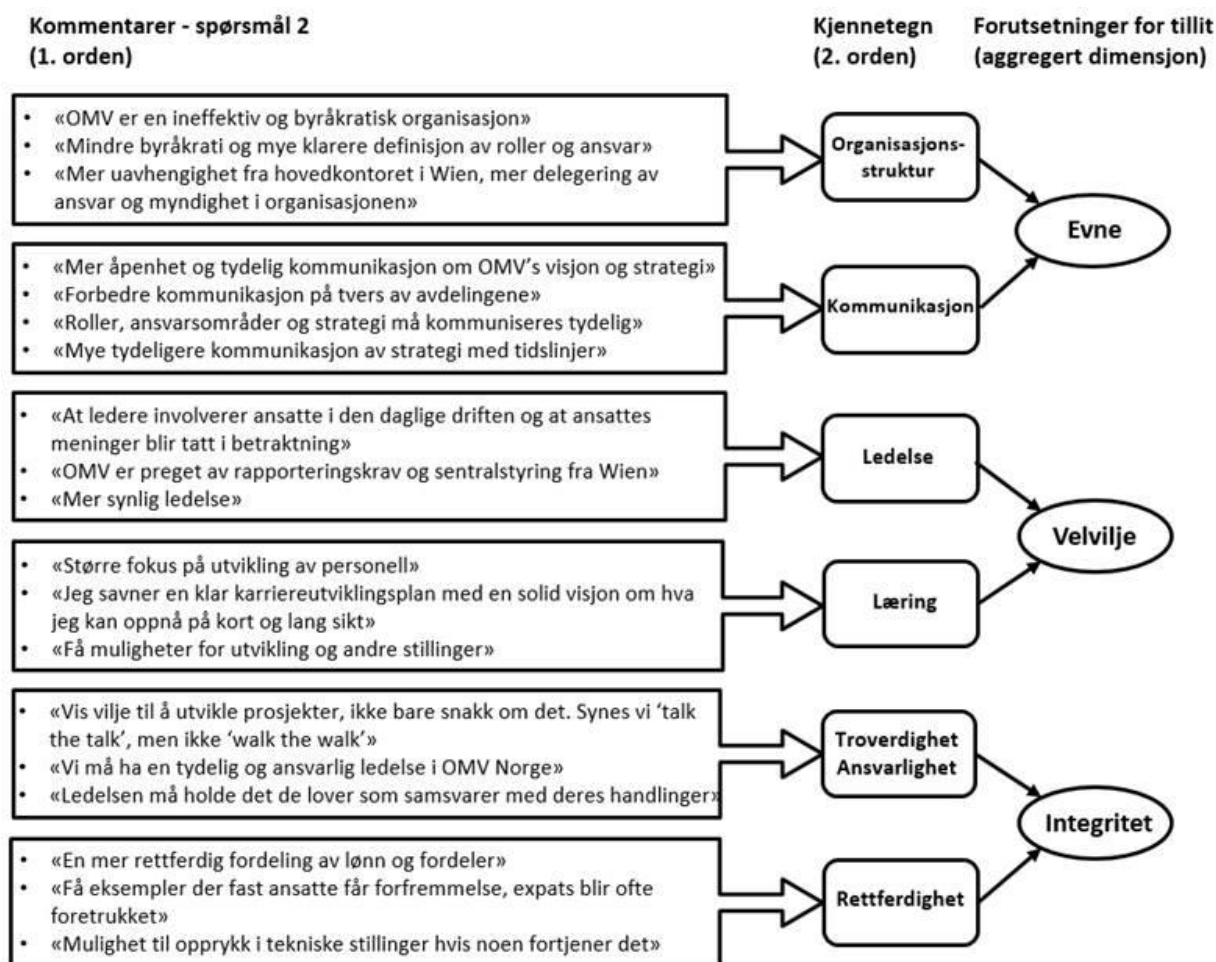 Kommentarer - spørsmål 2
(1. orden)
Kjennetegn
(2. orden)
Forutsetninger for tillit
(aggregert dimensjon)
• «OMV er en ineffektiv og byråkratisk organisasjon»
• «Mindre byråkrati og mye klarere definisjon av roller og ansvar»
• «Mer uavhengighet fra hovedkontoret i Wien, mer delegering av
ansvar og myndighet i organisasjonen»
Organisasjons-
struktur
Evne
• «Mer åpenhet og tydelig kommunikasjon om OMV's visjon og strategi»
• «Forbedre kommunikasjon på tvers av avdelingene»
• «Roller, ansvarsområder og strategi må kommuniseres tydelig»
• «Mye tydeligere kommunikasjon av strategi med tidslinjer»
Kommunikasjon
• «At ledere involverer ansatte i den daglige driften og at ansattes
meninger blir tatt i betraktning»
• «OMV er preget av rapporteringskrav og sentralstyring fra Wien»
• «Mer synlig ledelse»
Ledelse
Velvilje
• «Større fokus på utvikling av personell»
• «Jeg savner en klar karriereutviklingsplan med en solid visjon om hva
jeg kan oppnå på kort og lang sikt»
• «Få muligheter for utvikling og andre stillinger»
Læring
• «Vis vilje til å utvikle prosjekter, ikke bare snakk om det. Synes vi 'talk
the talk', men ikke 'walk the walk'»
• «Vi må ha en tydelig og ansvarlig ledelse i OMV Norge»
• «Ledelsen må holde det de lover som samsvarer med deres handlinger»
Troverdighet
Ansvarlighet
Integritet
• «En mer rettferdig fordeling av lønn og fordeler»
• «Få eksempler der fast ansatte får forfremmelse, expats blir ofte
foretrukket»
• «Mulighet til opprykk i tekniske stillinger hvis noen fortjener det»
Rettferdighet